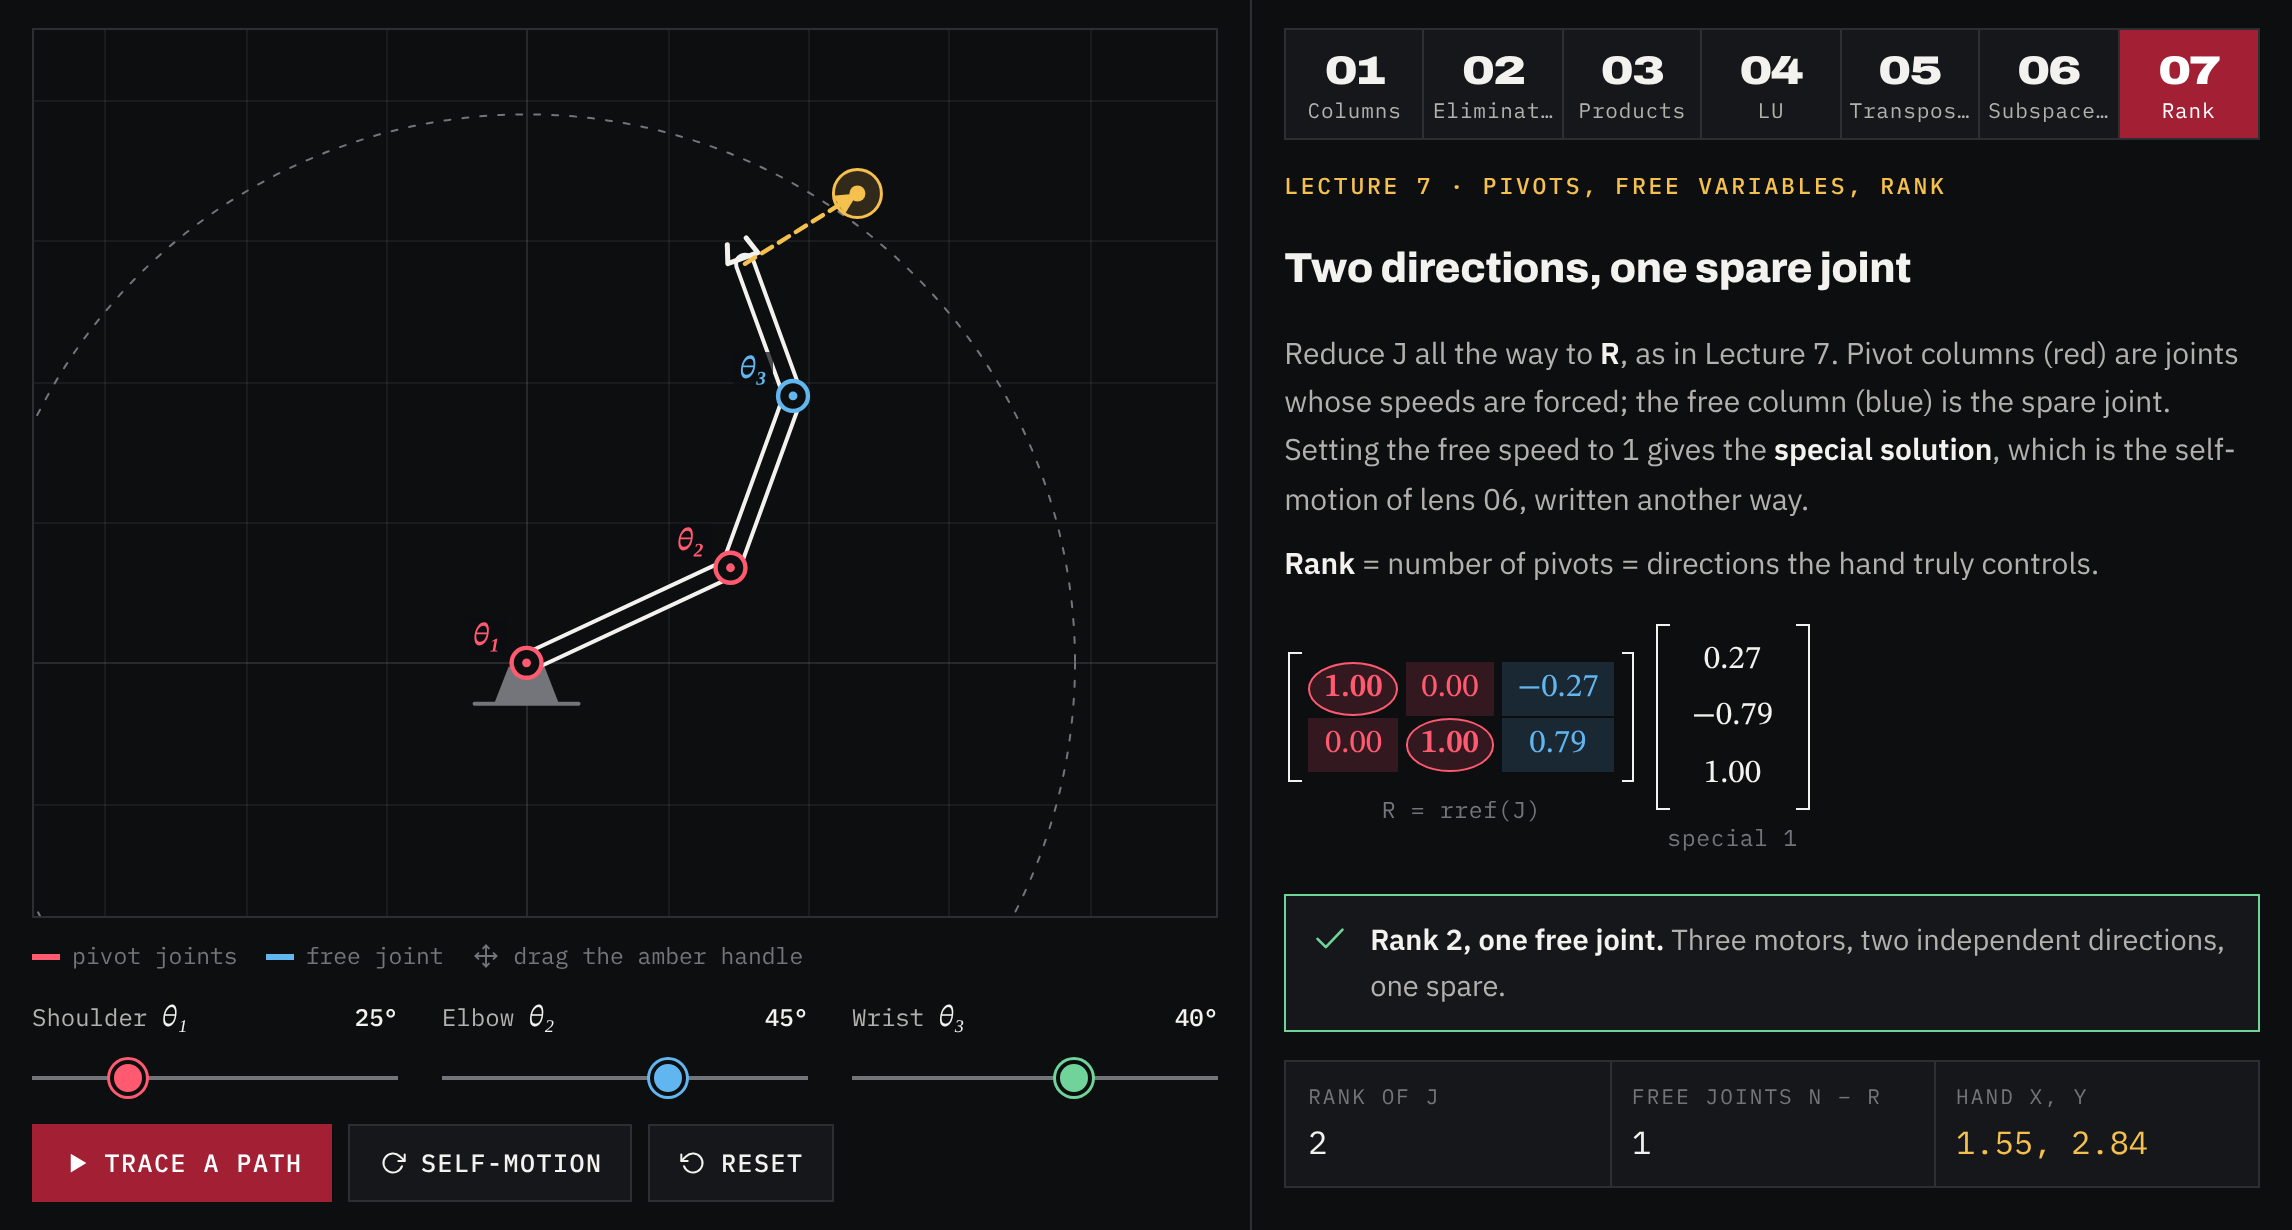 θ3
θ2
θ1
pivot joints free joint drag the amber handle
Shoulder θ1 25° Elbow θ2 45° Wrist θ3 40°
TRACE A PATH SELF-MOTION RESET
01 02 03 04 05 06 07
Columns Eliminat… Products LU Transpos… Subspace… Rank
LECTURE 7 · PIVOTS, FREE VARIABLES, RANK
Two directions, one spare joint
Reduce J all the way to R, as in Lecture 7. Pivot columns (red) are joints
whose speeds are forced; the free column (blue) is the spare joint.
Setting the free speed to 1 gives the special solution, which is the self-
motion of lens 06, written another way.
Rank = number of pivots = directions the hand truly controls.
1.00 0.00 −0.27
0.00 1.00 0.79
R = rref(J)
0.27
−0.79
1.00
special 1
Rank 2, one free joint. Three motors, two independent directions,
one spare.
RANK OF J FREE JOINTS N − R HAND X, Y
2 1 1.55, 2.84